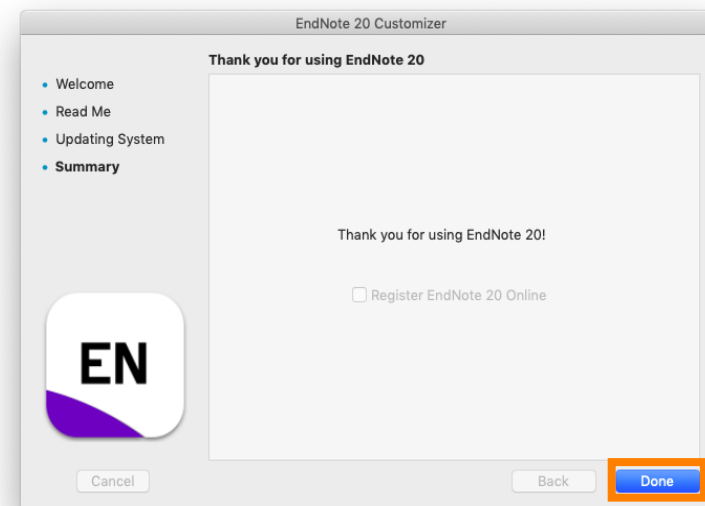 EndNote 20 Customizer
Thank you for using EndNote 20
Welcome
Read Me
Updating System
Summary
Thank you for using EndNote 20!
Register EndNote 20 Online
EN
Cancel
Back
Done